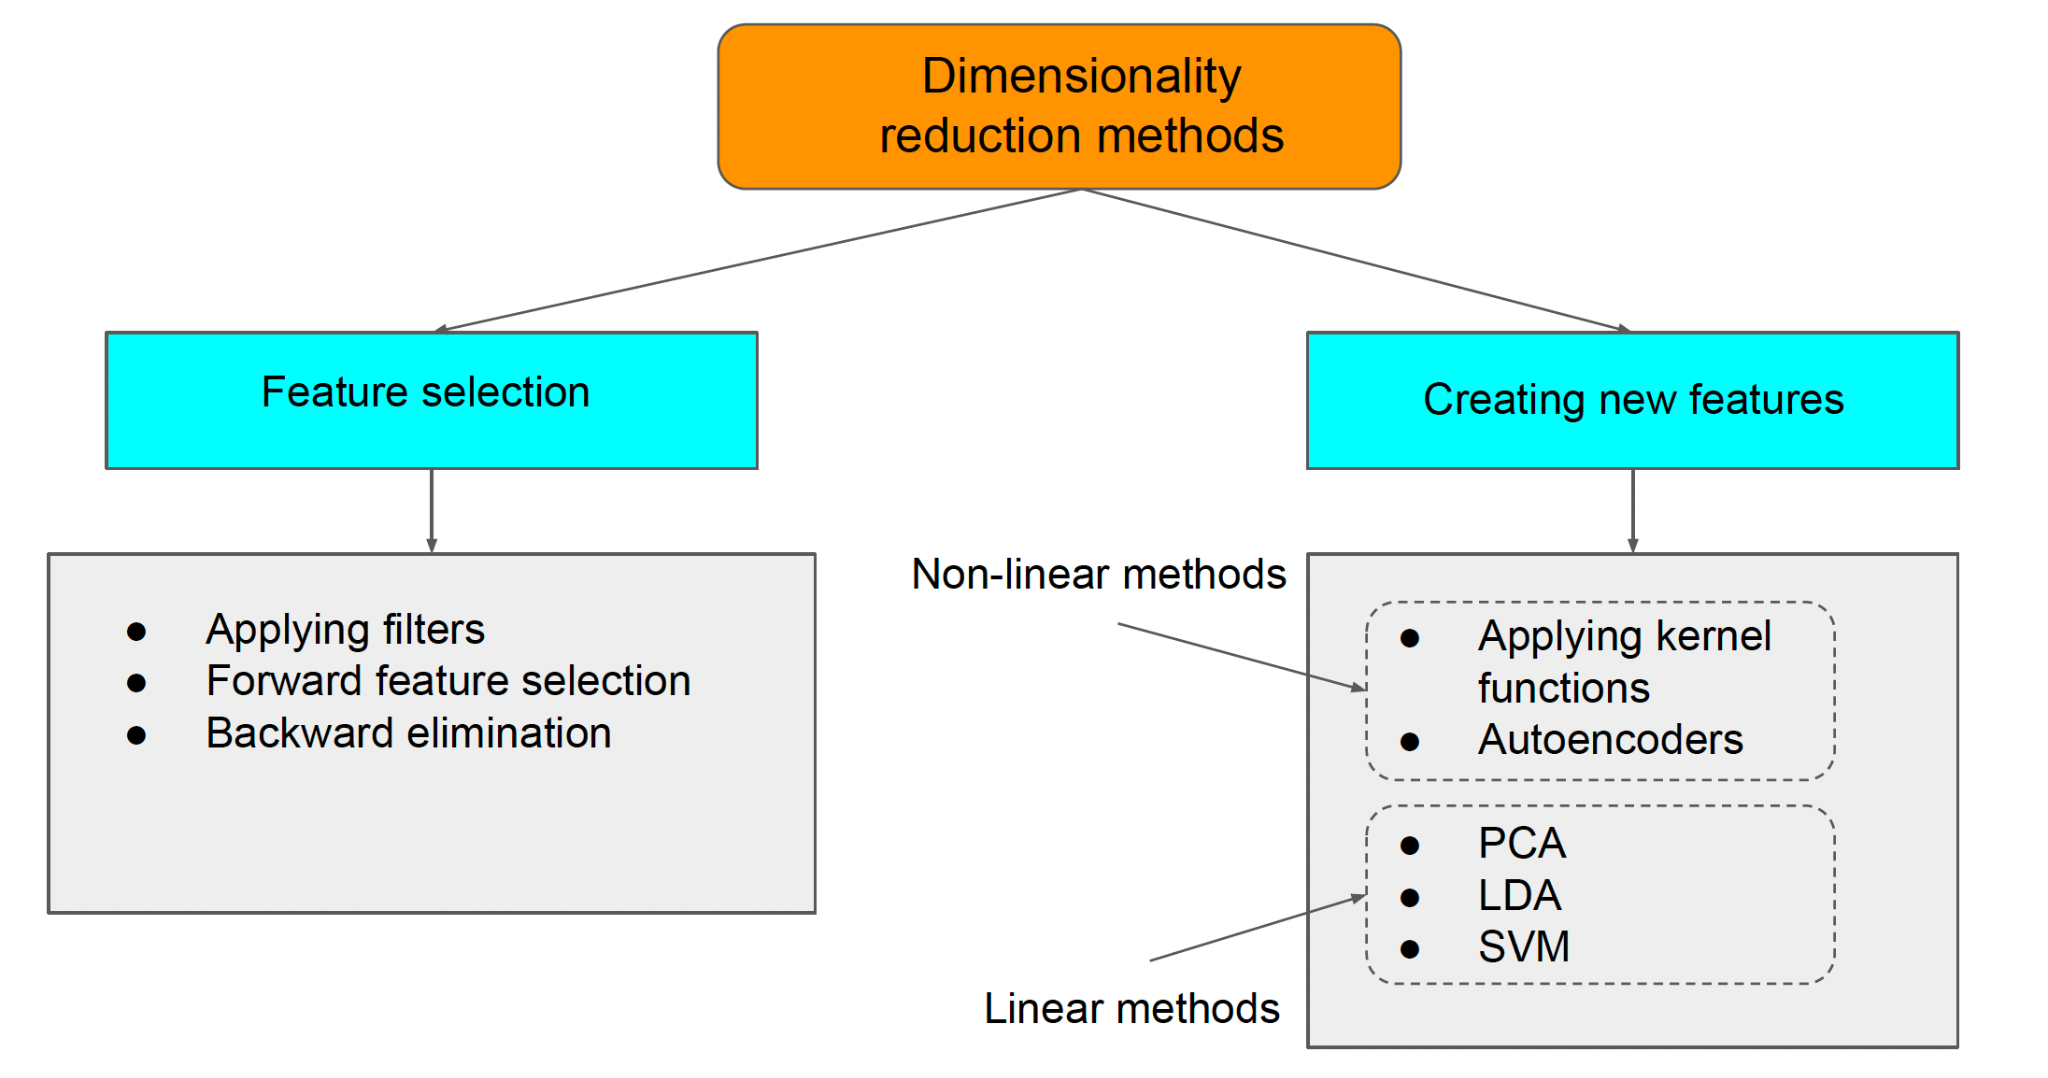 Dimensionality
reduction methods
Feature selection
Creating new features
● Applying filters
● Forward feature selection
● Backward elimination
Non-linear methods
● Applying kernel
functions
● Autoencoders
● PCA
● LDA
● SVM
Linear methods